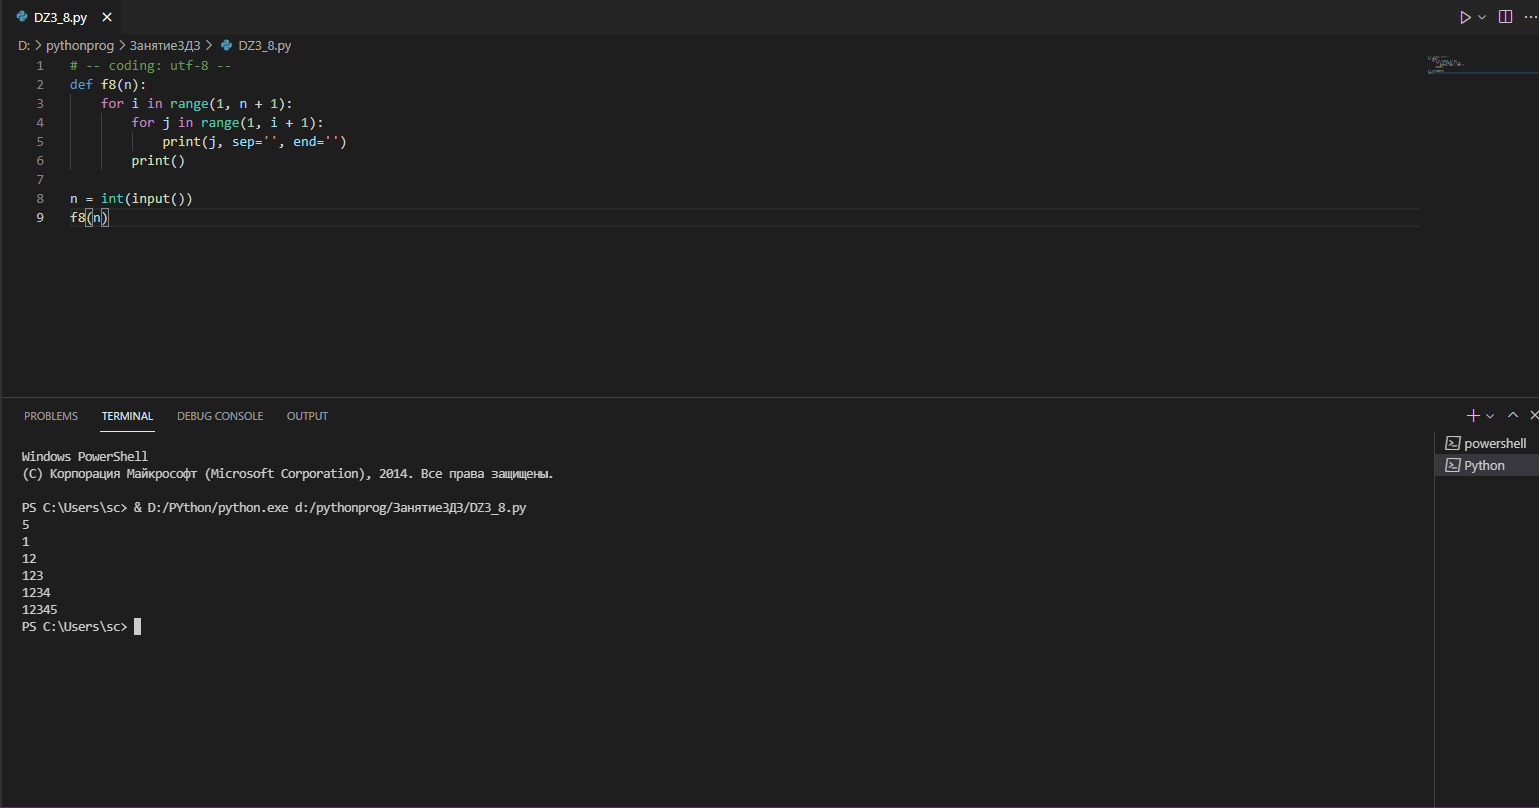 DZ3_8.py
D: > pythonprog > Занятие3ДЗ > DZ3_8.py
1 # -- coding: utf-8 --
2 def f8(n):
3     for i in range(1, n + 1):
4         for j in range(1, i + 1):
5             print(j, sep='', end='')
6         print()
7
8 n = int(input())
9 f8(n)
PROBLEMS TERMINAL DEBUG CONSOLE OUTPUT
powershell
Python
Windows PowerShell
(C) Корпорация Майкрософт (Microsoft Corporation), 2014. Все права защищены.
PS C:\Users\sc> & D:/PYthon/python.exe d:/pythonprog/Занятие3ДЗ/DZ3_8.py
5
1
12
123
1234
12345
PS C:\Users\sc>